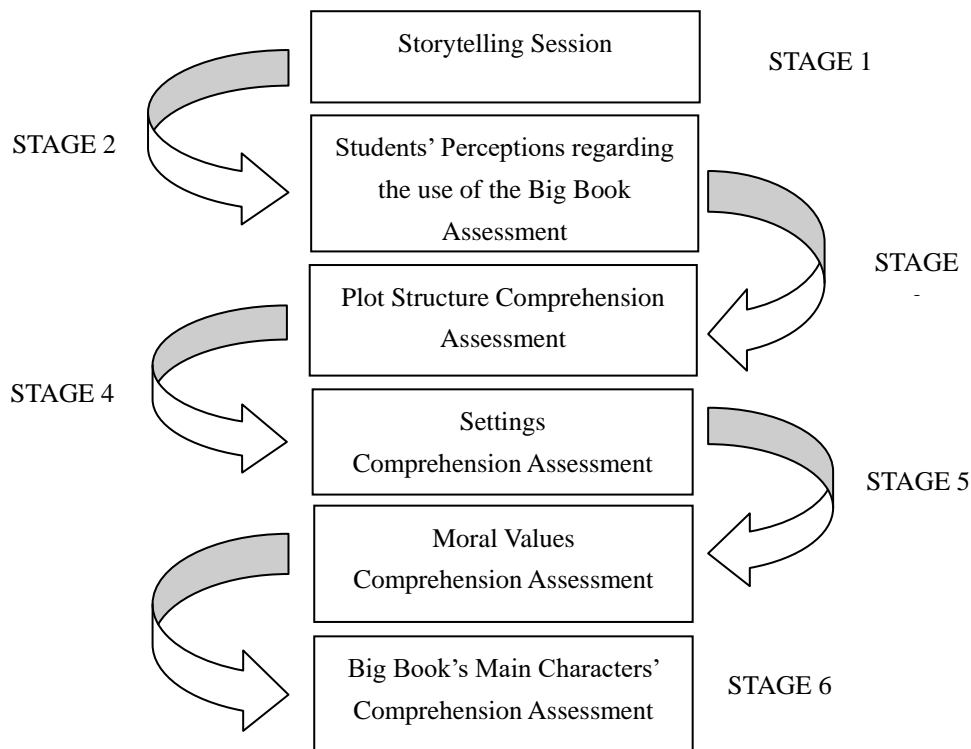 Storytelling Session
STAGE 1
STAGE 2
Students’ Perceptions regarding
the use of the Big Book
Assessment
STAGE
Plot Structure Comprehension
Assessment
STAGE 4
Settings
Comprehension Assessment
STAGE 5
Moral Values
Comprehension Assessment
Big Book’s Main Characters’
Comprehension Assessment
STAGE 6